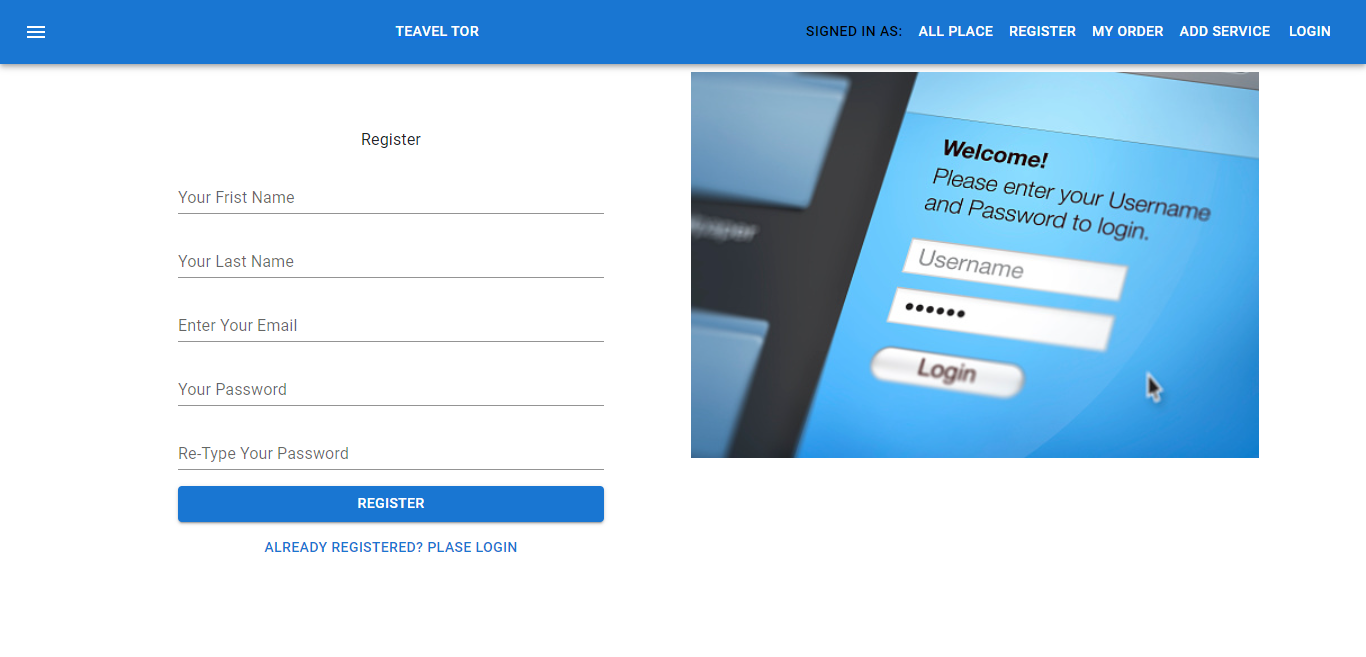 TEAVEL TOR
SIGNED IN AS: ALL PLACE REGISTER MY ORDER ADD SERVICE LOGIN
Register
Your Frist Name
Your Last Name
Enter Your Email
Your Password
Re-Type Your Password
REGISTER
ALREADY REGISTERED? PLASE LOGIN
Welcome!
Please enter your Username
and Password to login.
Username
••••••
Login